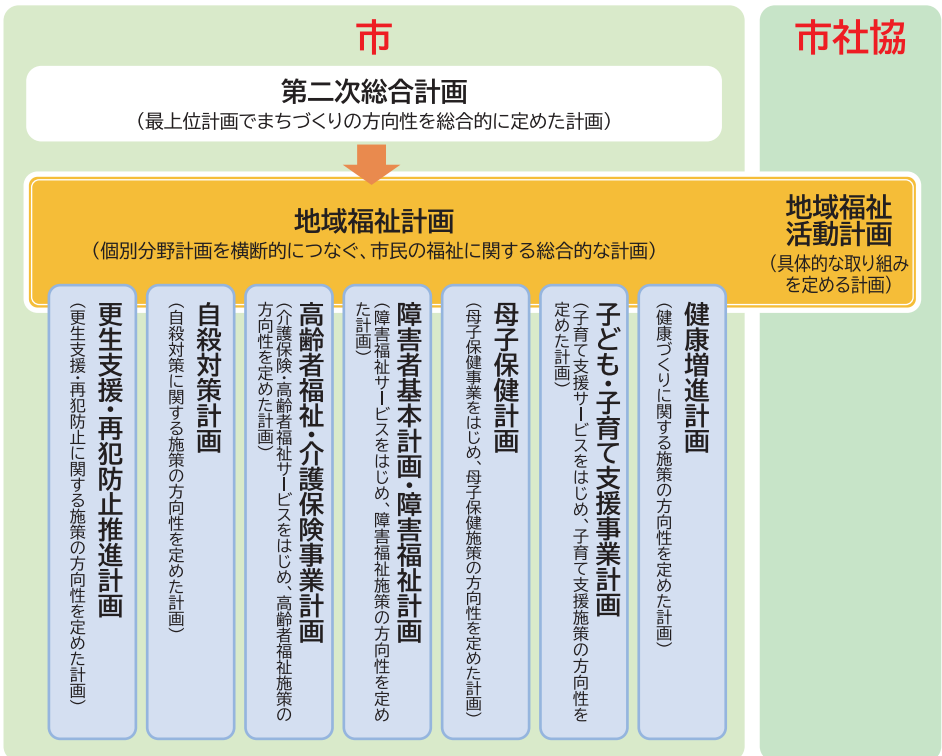 市
市社協
第二次総合計画
（最上位計画でまちづくりの方向性を総合的に定めた計画）
地域福祉計画
（個別分野計画を横断的につなぐ、市民の福祉に関する総合的な計画）
地域福祉
活動計画
（具体的な取り組み
を定める計画）
健康増進計画
（健康づくりに関する施策の方向性を定めた計画）
子ども・子育て支援事業計画
（子育て支援サービスをはじめ、子育て支援施策の方向性を
定めた計画）
母子保健計画
（母子保健事業をはじめ、母子保健施策の方向性を定めた計画）
障害者基本計画・障害福祉計画
（障害福祉サービスをはじめ、障害福祉施策の方向性を定め
た計画）
高齢者福祉・介護保険事業計画
（介護保険・高齢者福祉サービスをはじめ、高齢者福祉施策の
方向性を定めた計画）
自殺対策計画
（自殺対策に関する施策の方向性を定めた計画）
更生支援・再犯防止推進計画
（更生支援・再犯防止に関する施策の方向性を定めた計画）